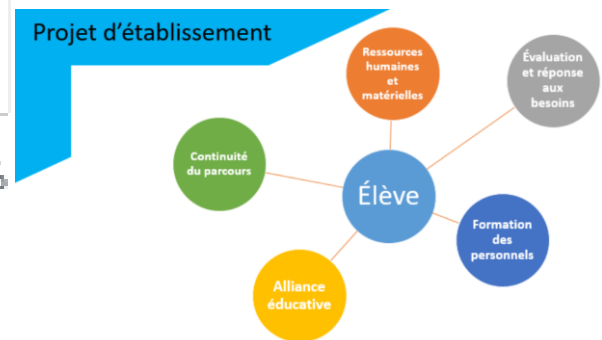 Projet d'établissement
Ressources
humaines
et
matérielles
Évaluation
et réponse
aux
besoins
Continuité
du parcours
Élève
Formation
des
personnels
Alliance
éducative